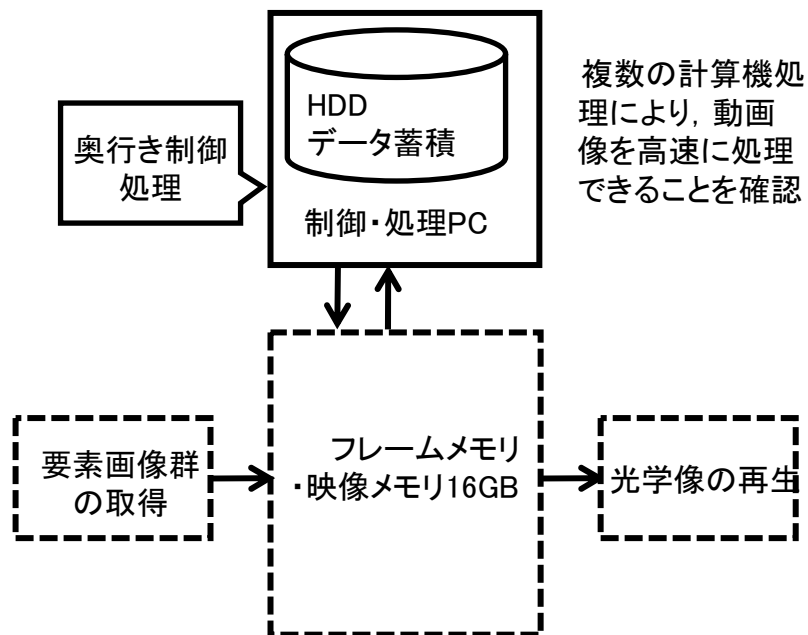 HDD
データ蓄積
制御・処理PC
奥行き制御
処理
複数の計算機処
理により，動画
像を高速に処理
できることを確認
要素画像群
の取得
フレームメモリ
・映像メモリ16GB
光学像の再生